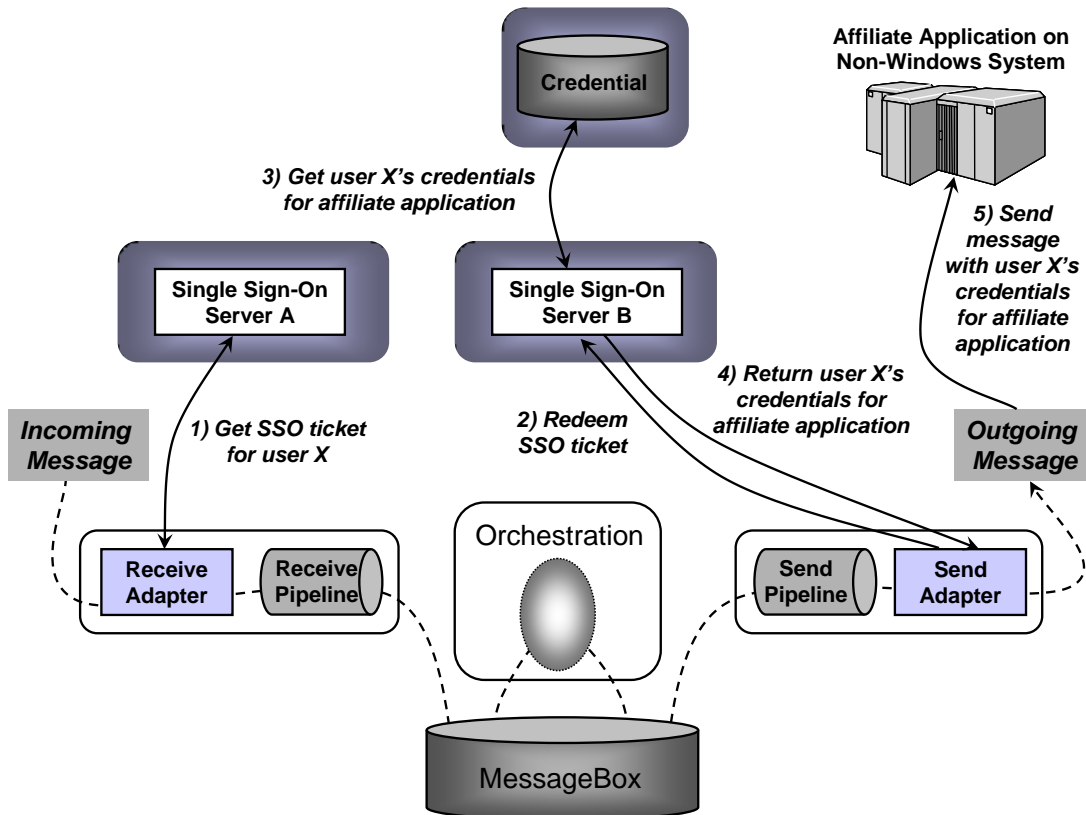 Affiliate Application on
Non-Windows System
Credential
3) Get user X's credentials
for affiliate application
5) Send
message
with user X's
credentials
for affiliate
application
Single Sign-On
Server A
Single Sign-On
Server B
4) Return user X's
credentials for
affiliate application
Incoming
Message
1) Get SSO ticket
for user X
2) Redeem
SSO ticket
Outgoing
Message
Orchestration
Receive
Adapter
Receive
Pipeline
Send
Pipeline
Send
Adapter
MessageBox